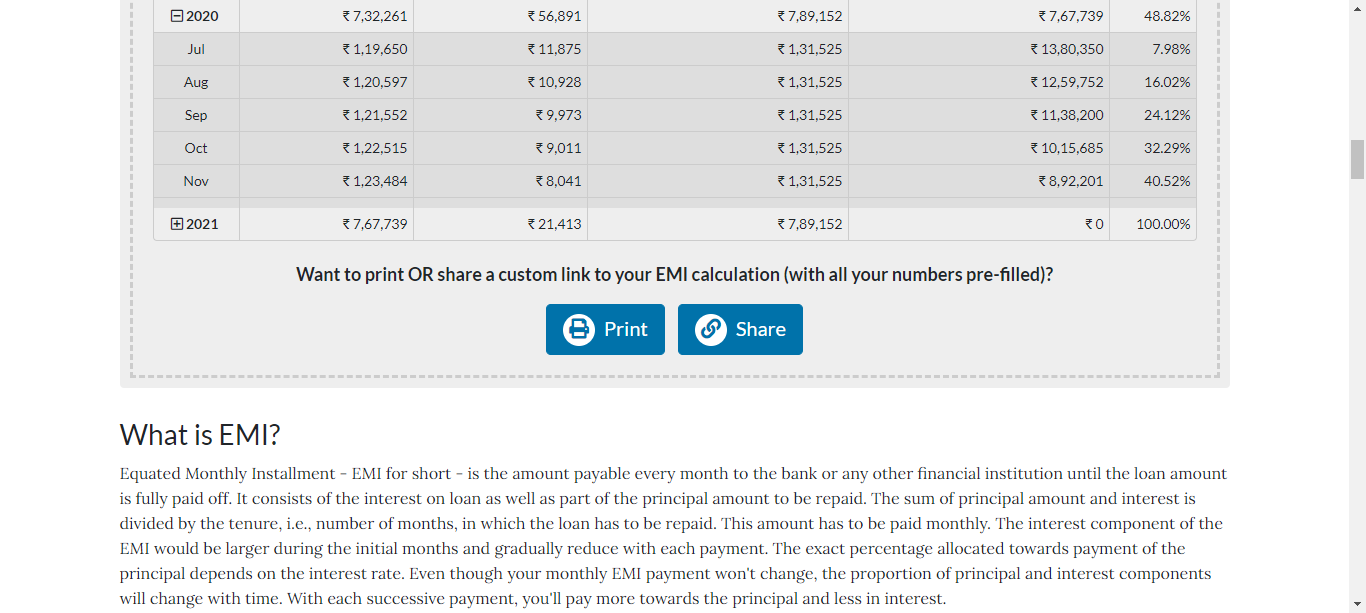 2020 ₹ 7,32,261 ₹ 56,891 ₹ 7,89,152 ₹ 7,67,739 48.82%
Jul ₹ 1,19,650 ₹ 11,875 ₹ 1,31,525 ₹ 13,80,350 7.98%
Aug ₹ 1,20,597 ₹ 10,928 ₹ 1,31,525 ₹ 12,59,752 16.02%
Sep ₹ 1,21,552 ₹ 9,973 ₹ 1,31,525 ₹ 11,38,200 24.12%
Oct ₹ 1,22,515 ₹ 9,011 ₹ 1,31,525 ₹ 10,15,685 32.29%
Nov ₹ 1,23,484 ₹ 8,041 ₹ 1,31,525 ₹ 8,92,201 40.52%
2021 ₹ 7,67,739 ₹ 21,413 ₹ 7,89,152 ₹ 0 100.00%
Want to print OR share a custom link to your EMI calculation (with all your numbers pre-filled)?
Print Share
What is EMI?
Equated Monthly Installment - EMI for short - is the amount payable every month to the bank or any other financial institution until the loan amount
is fully paid off. It consists of the interest on loan as well as part of the principal amount to be repaid. The sum of principal amount and interest is
divided by the tenure, i.e., number of months, in which the loan has to be repaid. This amount has to be paid monthly. The interest component of the
EMI would be larger during the initial months and gradually reduce with each payment. The exact percentage allocated towards payment of the
principal depends on the interest rate. Even though your monthly EMI payment won't change, the proportion of principal and interest components
will change with time. With each successive payment, you'll pay more towards the principal and less in interest.